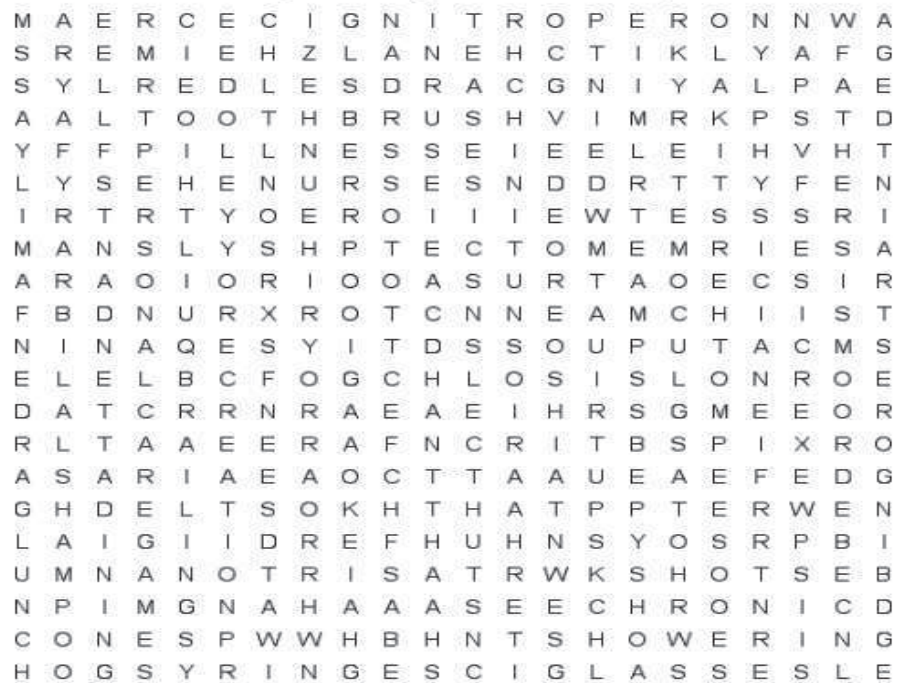 M A E R C E C I G N I T R O P E R O N N W A
S R E M I E H Z L A N E H C T I K L Y A F G
S Y L R E D L E S D R A C G N I Y A L P A E
A A L T O O T H B R U S H V I M R K P S T D
Y F F P I L L N E S S E I E E L E I H V H T
L Y S E H E N U R S E S N D D R T T Y F E N
I R T R T Y O E R O I I I E W T E S S S R I
M A N S L Y S H P T E C T O M E M R I E S A
A R A O I O R I O O A S U R T A O E C S I R
F B D N U R X R O T C N N E A M C H I I S T
N I N A Q E S Y I T D S S O U P U T A C M S
E L E L B C F O G C H L O S I S L O N R O E
D A T C R R N R A E A E I H R S G M E E O R
R L T A A E E R A F N C R I T B S P I X R O
A S A R I A E A O C T T A A U E A E F E D G
G H D E L T S O K H T H A T P P T E R W E N
L A I G I I D R E F H U H N S Y O S R P B I
U M N A N O T R I S A T R W K S H O T S E B
N P I M G N A H A A A S E E C H R O N I C D
C O N E S P W W H B H N T S H O W E R I N G
H O G S Y R I N G E S C I G L A S S E S L E